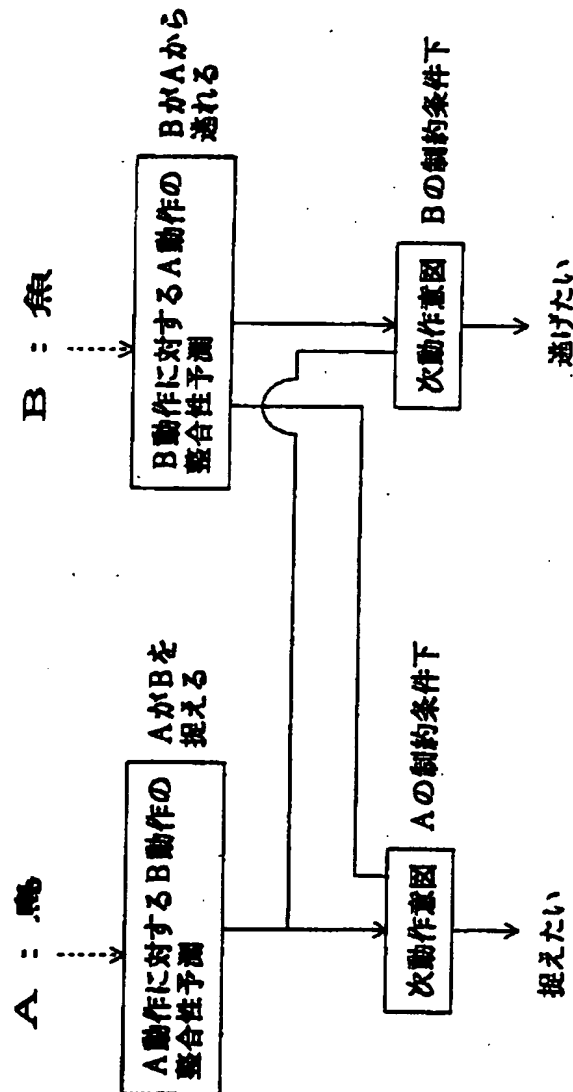 A :
A動作に対するB動作の
整合性予測
AがBを
捉える
次動作意図
Aの制約条件下
捉えたい
B : 魚
B動作に対するA動作の
整合性予測
BがAから
逃れる
次動作意図
Bの制約条件下
逃げたい